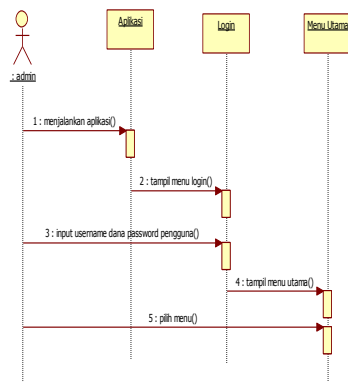 Aplikasi
Login
Menu Utama
: admin
1 : menjalankan aplikasi()
2 : tampil menu login()
3 : input username dana password pengguna()
4 : tampil menu utama()
5 : pilih menu()